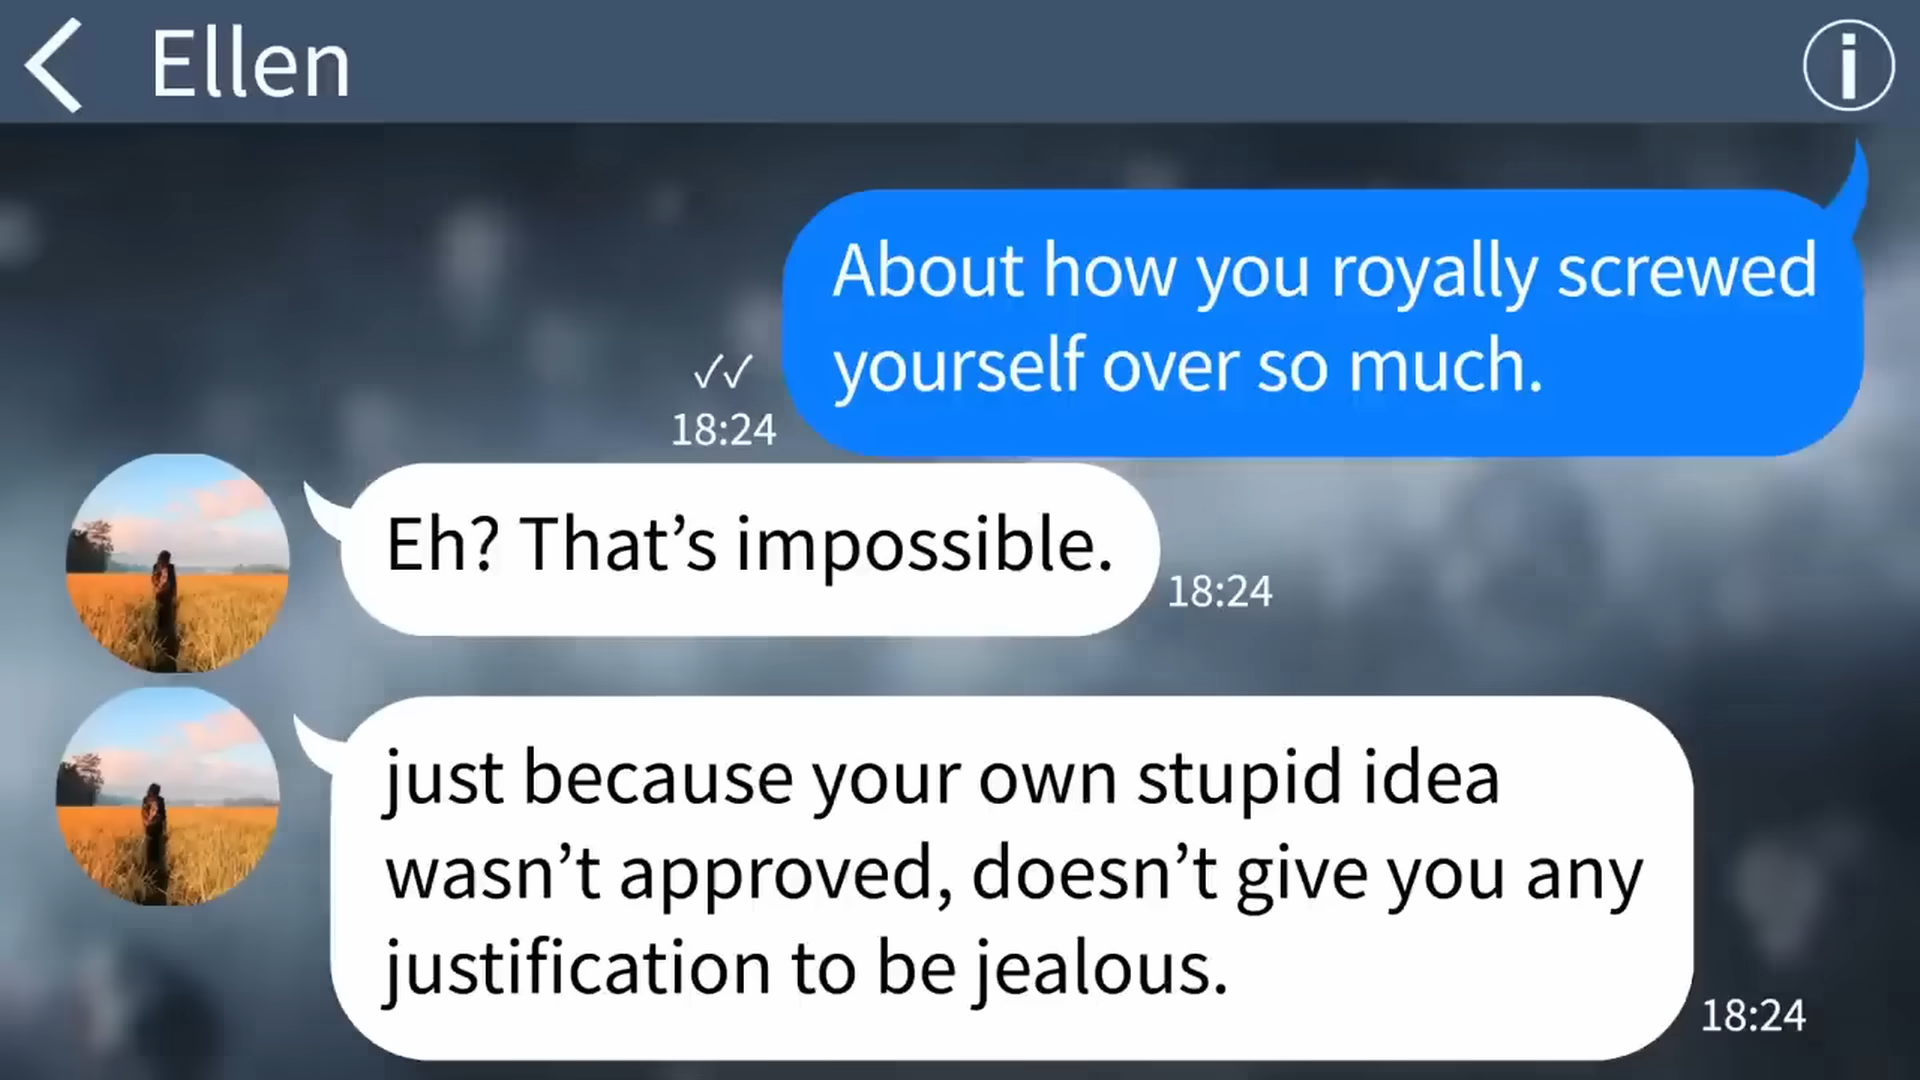 Ellen
About how you royally screwed
yourself over so much.
18:24
Eh? That’s impossible.
18:24
just because your own stupid idea
wasn’t approved, doesn’t give you any
justification to be jealous.
18:24